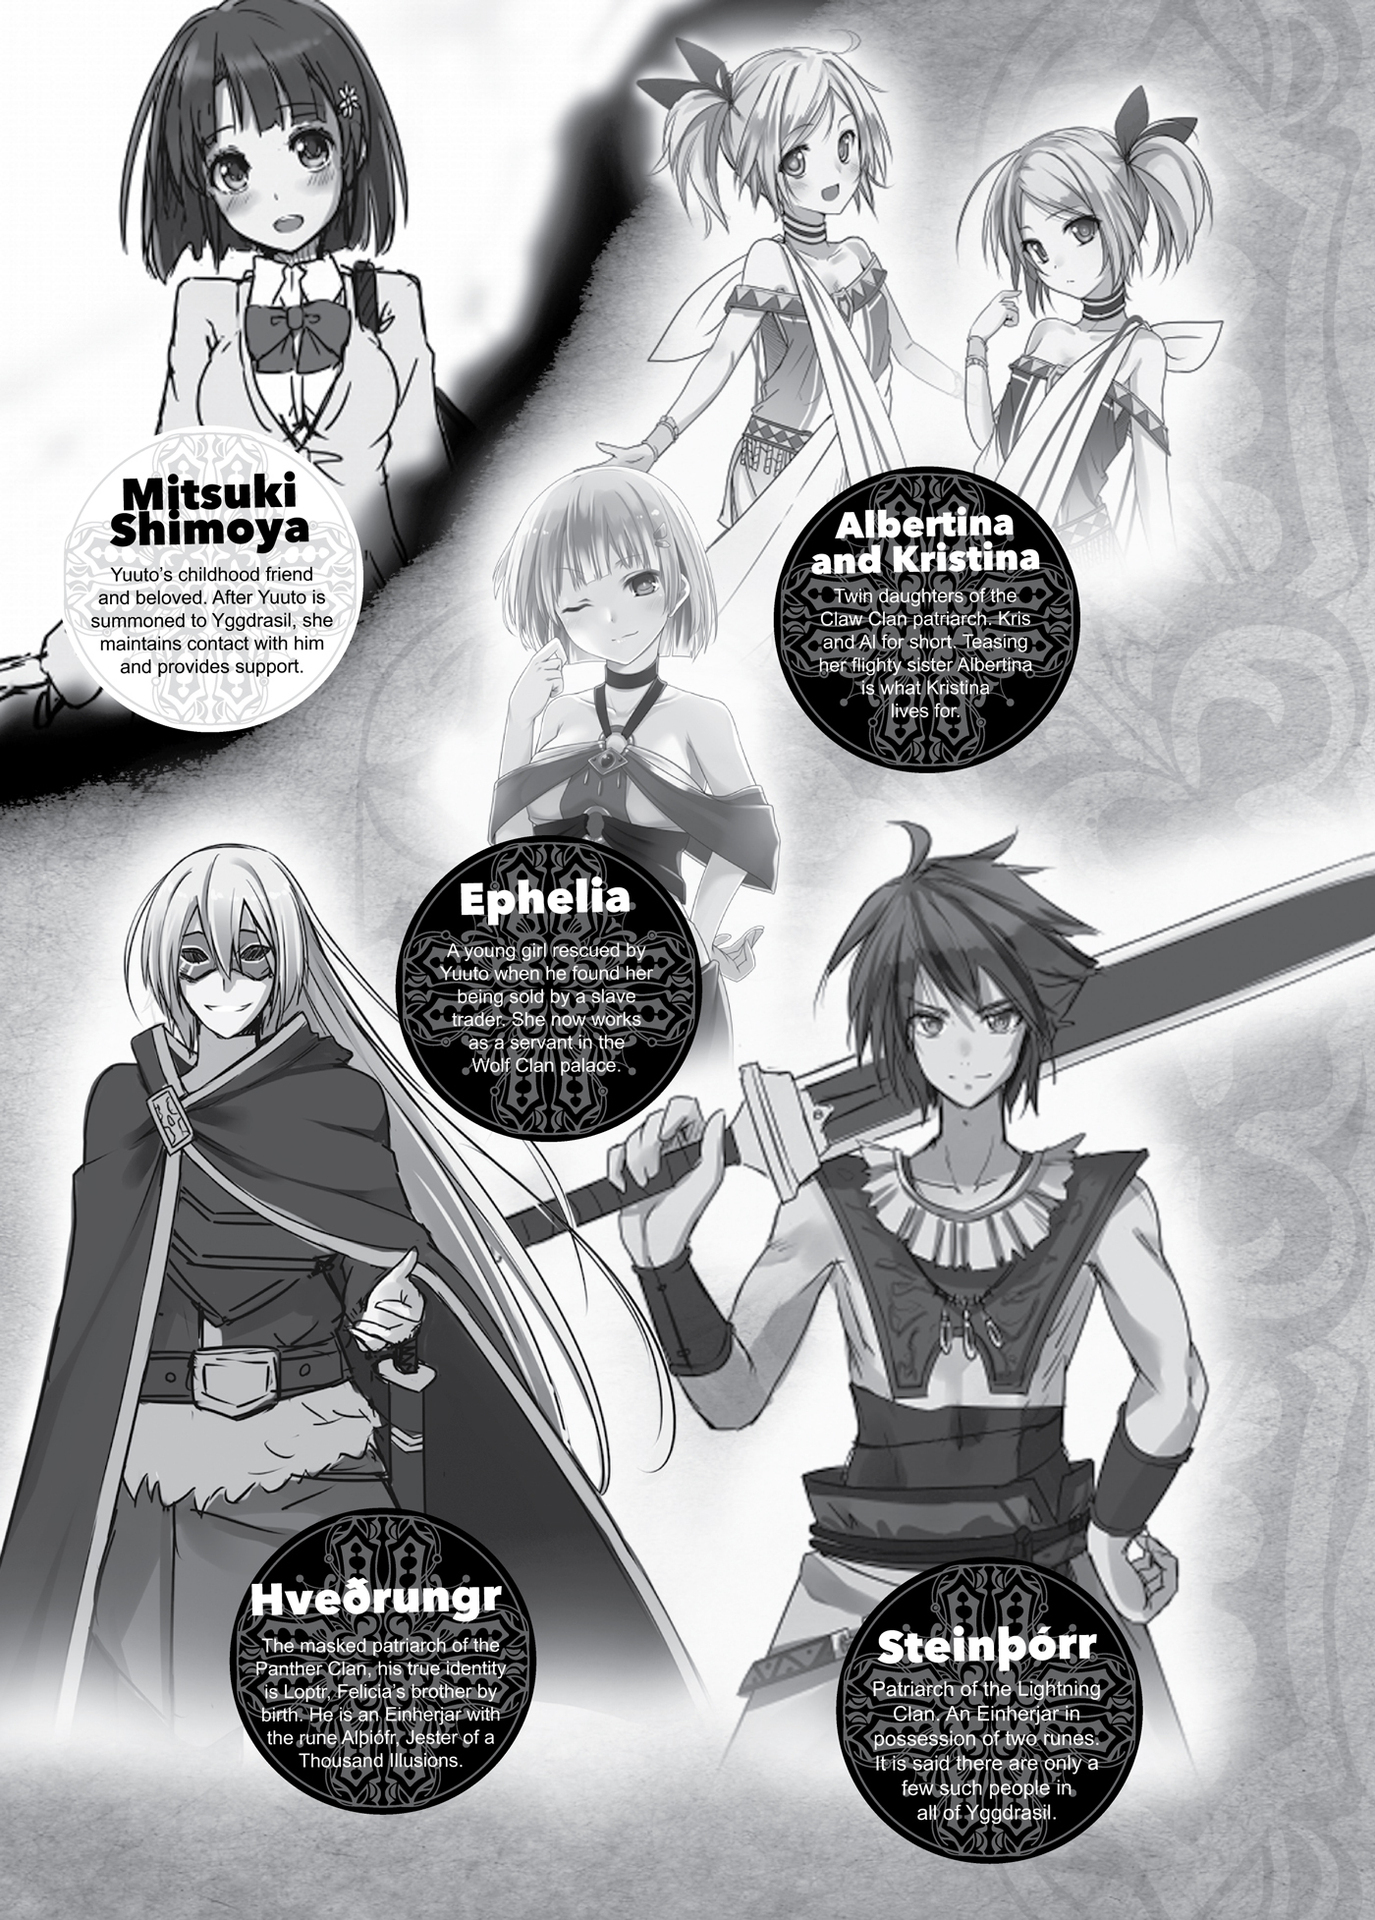 Mitsuki
Shimoya
Yuuto's childhood friend
and beloved. After Yuuto is
summoned to Yggdrasil, she
maintains contact with him
and provides support.
Albertina
and Kristina
Twin daughters of the
Claw Clan patriarch. Kris
and Al for short. Teasing
her flighty sister Albertina
is what Kristina
lives for.
Ephelia
A young girl rescued by
Yuuto when he found her
being sold by a slave
trader. She now works
as a servant in the
Wolf Clan palace.
Hveðrungr
The masked patriarch of the
Panther Clan, his true identity
is Loptr, Felicia's brother by
birth. He is an Einherjar with
the rune Alþiófr, Jester of a
Thousand Illusions.
Steinþórr
Patriarch of the Lightning
Clan. An Einherjar in
possession of two runes.
It is said there are only a
few such people in
all of Yggdrasil.